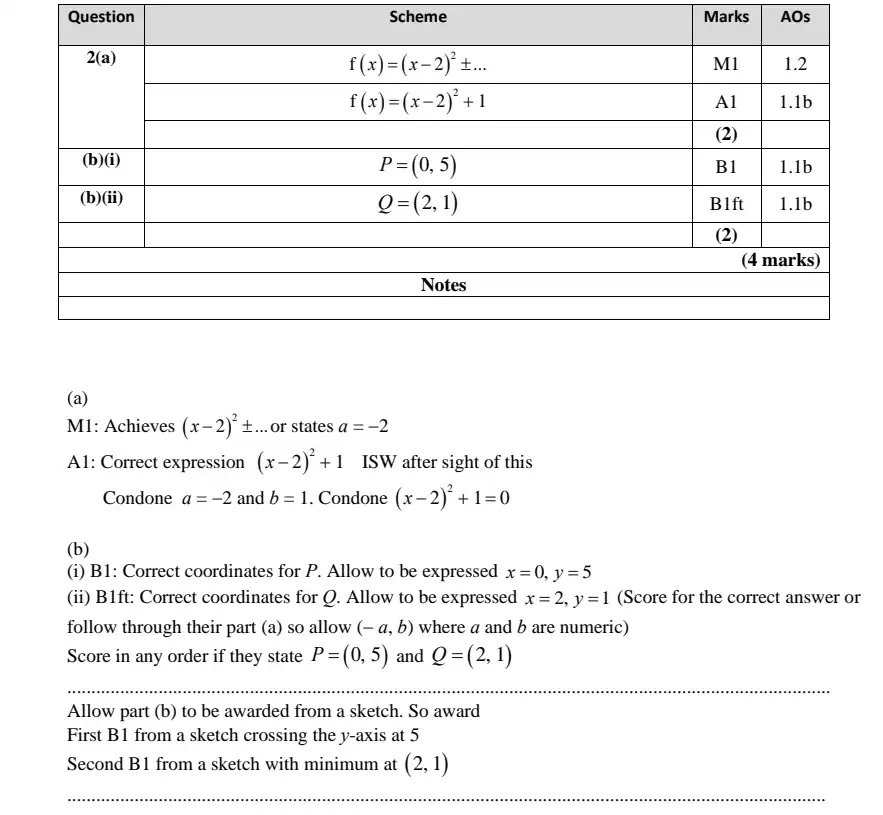 Question Scheme Marks AOs
2(a) f(x)=(x−2)²±... M1 1.2
f(x)=(x−2)²+1 A1 1.1b
(2)
(b)(i) P=(0, 5) B1 1.1b
(b)(ii) Q=(2, 1) B1ft 1.1b
(2)
(4 marks)
Notes
(a)
M1: Achieves (x−2)²±... or states a = −2
A1: Correct expression (x−2)²+1 ISW after sight of this
Condone a = −2 and b = 1. Condone (x−2)²+1=0
(b)
(i) B1: Correct coordinates for P. Allow to be expressed x=0, y=5
(ii) B1ft: Correct coordinates for Q. Allow to be expressed x=2, y=1 (Score for the correct answer or
follow through their part (a) so allow (− a, b) where a and b are numeric)
Score in any order if they state P=(0, 5) and Q=(2, 1)
Allow part (b) to be awarded from a sketch. So award
First B1 from a sketch crossing the y-axis at 5
Second B1 from a sketch with minimum at (2, 1)